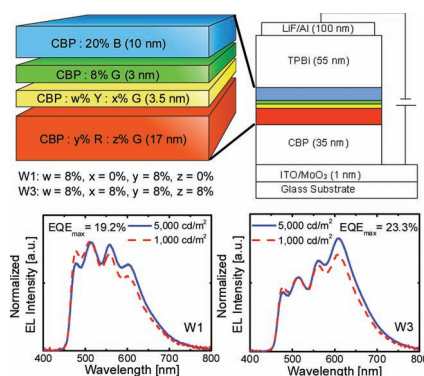 CBP : 20% B (10 nm)
CBP: 8% G (3 nm)
CBP : w% Y : x% G (3.5 nm)
CBP : y% R : z% G (17 nm)
W1: w = 8%, x = 0%, y = 8%, z = 0%
W3: w = 8%, x = 8%, y = 8%, z = 8%
LiF/Al (100 nm)
TPBi (55 nm)
CBP (35 nm)
ITO/MoO₃ (1 nm)
Glass Substrate
EQEmax = 19.2%
5,000 cd/m²
1,000 cd/m²
Normalized
EL Intensity [a.u.]
W1
400 500 600 700 800
Wavelength [nm]
5,000 cd/m²
1,000 cd/m²
EQEmax = 23.3%
Normalized
EL Intensity [a.u.]
W3
400 500 600 700 800
Wavelength [nm]